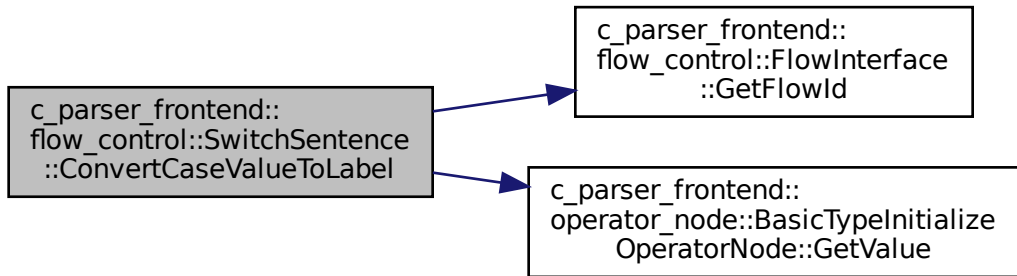 c_parser_frontend::
flow_control::SwitchSentence
::ConvertCaseValueToLabel
c_parser_frontend::
flow_control::FlowInterface
::GetFlowId
c_parser_frontend::
operator_node::BasicTypeInitialize
OperatorNode::GetValue